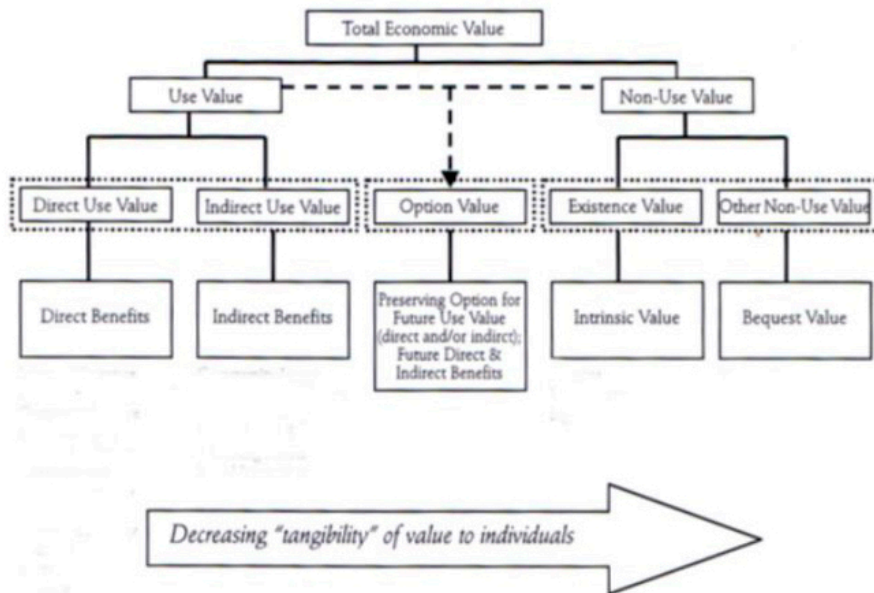 Total Economic Value
Use Value
Non-Use Value
Direct Use Value
Indirect Use Value
Option Value
Existence Value
Other Non-Use Value
Direct Benefits
Indirect Benefits
Preserving Option for
Future Use Value
(direct and/or indirct);
Future Direct &
Indirect Benefits
Intrinsic Value
Bequest Value
Decreasing "tangibility" of value to individuals